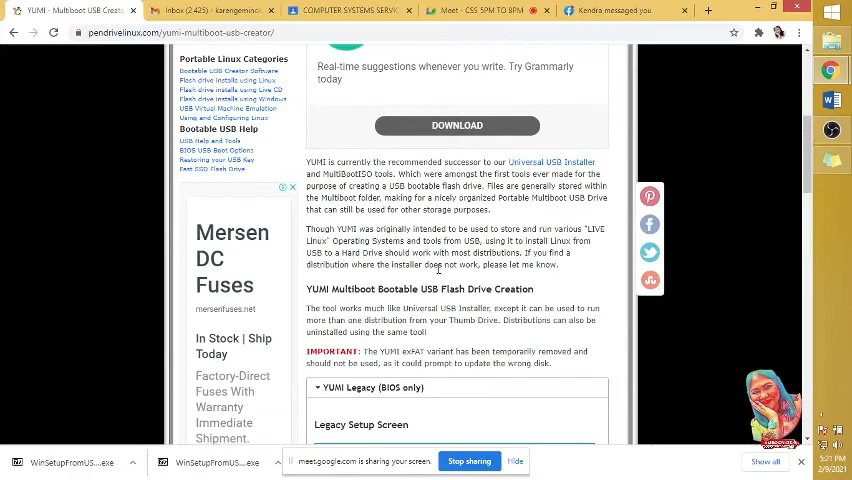 YUMI - Multiboot USB Creato
Inbox (2,425) - karengeminod
COMPUTER SYSTEMS SERVIC
Meet - CSS 5PM TO 8PM
Kendra messaged you
pendrivelinux.com/yumi-multiboot-usb-creator/
Portable Linux Categories
Bootable USB Creator Software
Flash drive installs using Linux
Flash drive installs using Live CD
Flash drive installs using Windows
USB Virtual Machine Emulation
Using and Configuring Linux
Bootable USB Help
USB Help and Tools
BIOS USB Boot Options
Restoring your USB Key
Fast SSD Flash Drive
Mersen
DC
Fuses
mersenfuses.net
In Stock | Ship
Today
Factory-Direct
Fuses With
Warranty
Immediate
Shipment.
Real-time suggestions whenever you write. Try Grammarly
today
DOWNLOAD
YUMI is currently the recommended successor to our Universal USB Installer
and MultiBootISO tools. Which were amongst the first tools ever made for the
purpose of creating a USB bootable flash drive. Files are generally stored within
the Multiboot folder, making for a nicely organized Portable Multiboot USB Drive
that can still be used for other storage purposes.
Though YUMI was originally intended to be used to store and run various "LIVE
Linux" Operating Systems and tools from USB, using it to install Linux from
USB to a Hard Drive should work with most distributions. If you find a
distribution where the installer does not work, please let me know.
YUMI Multiboot Bootable USB Flash Drive Creation
The tool works much like Universal USB Installer, except it can be used to run
more than one distribution from your Thumb Drive. Distributions can also be
uninstalled using the same tool!
IMPORTANT: The YUMI exFAT variant has been temporarily removed and
should not be used, as it could prompt to update the wrong disk.
YUMI Legacy (BIOS only)
Legacy Setup Screen
SUBSCRIBE
WinSetupFromUS....exe
WinSetupFromUS....exe
meet.google.com is sharing your screen.
Stop sharing
Hide
Show all
5:21 PM
2/9/2021